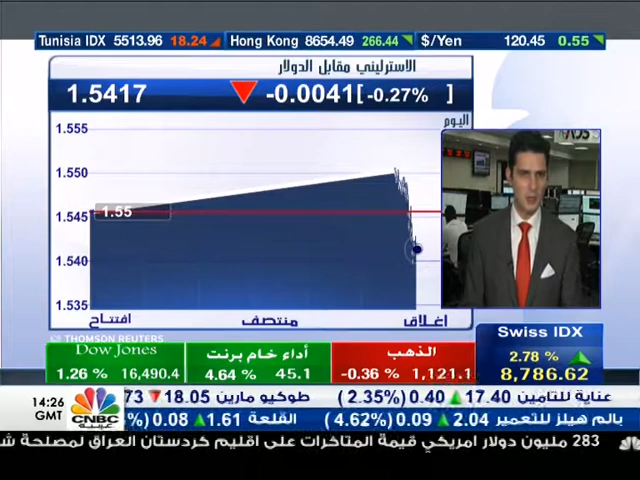 Tunisia IDX 5513.96 18.24 Hong Kong 8654.49 266.44 $/Yen 120.45 0.55
الاسترليني مقابل الدولار
1.5417 -0.0041[ -0.27% ]
اليوم
1.555
1.550
1.55
1.545
1.540
1.535
افتتاح منتصف اغلاق
THOMSON REUTERS
Dow Jones
1.26 % 16,490.4
أداء خام برنت
4.64 % 45.1
الذهب
-0.36 % 1,121.1
Swiss IDX
2.78 %
8,786.62
14:26
GMT
CNBC
عربية
عناية للتأمين 17.40 0.40 (2.35%) طوكيو مارين 18.05 73
بالم هيلز للتعمير 2.04 0.09 (4.62%) القلعة 1.61 0.08 %)
283 مليون دولار امريكي قيمة المتاخرات على اقليم كردستان العراق لمصلحة